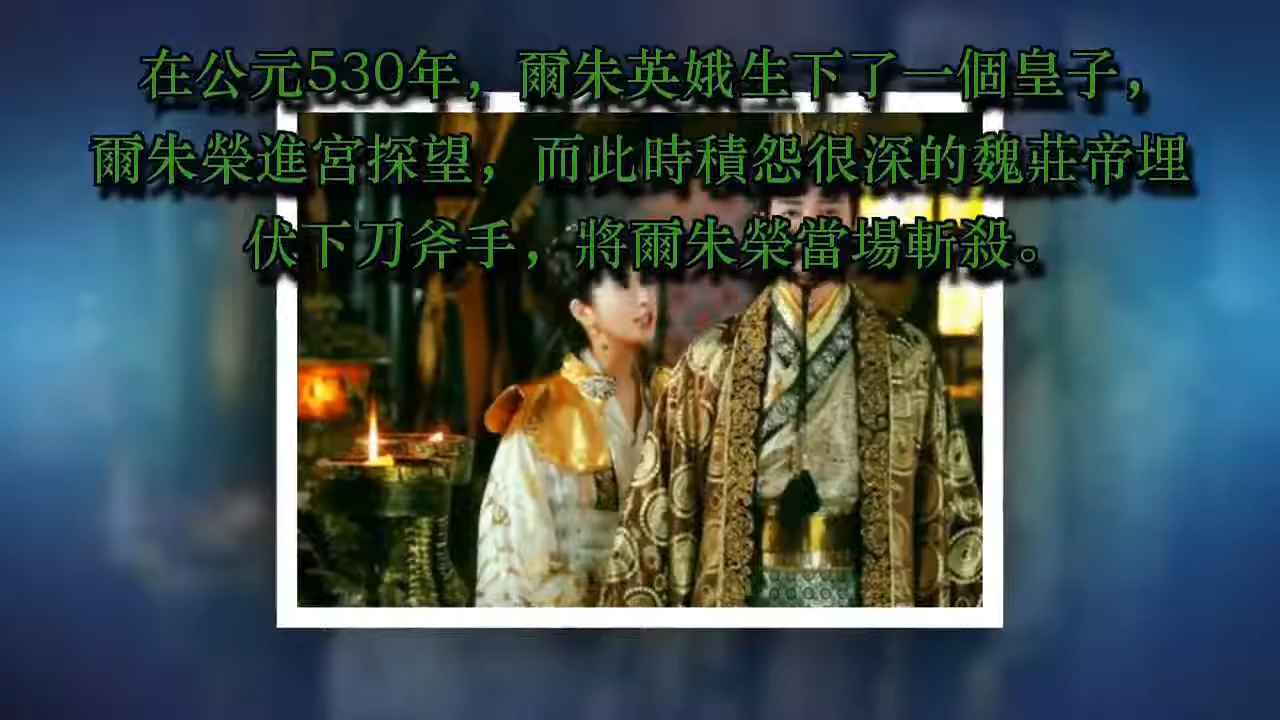 在公元530年，爾朱英娥生下了一個皇子，
爾朱榮進宮探望，而此時積怨很深的魏莊帝埋
伏下刀斧手，將爾朱榮當場斬殺。